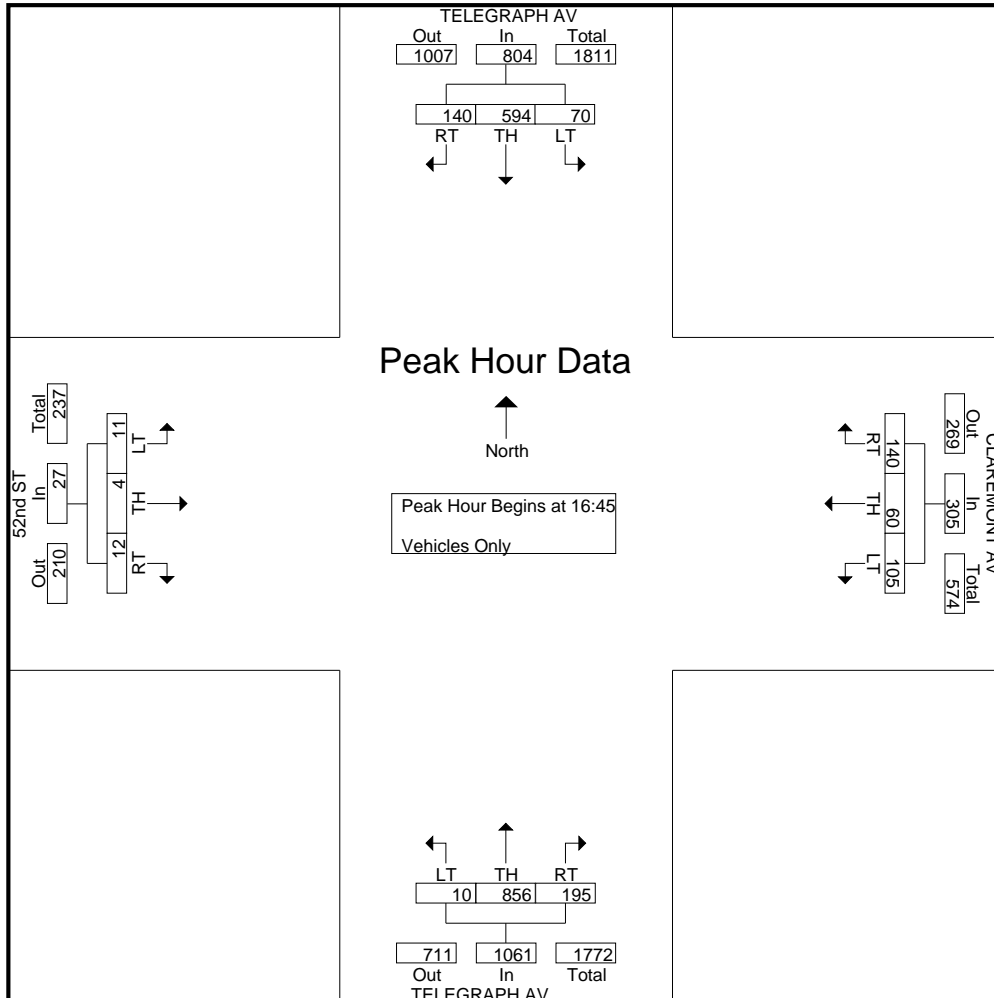 TELEGRAPH AV
Out In Total
1007 804 1811
140 594 70
RT TH LT
Peak Hour Data
North
Peak Hour Begins at 16:45
Vehicles Only
52nd ST
Total In Out
237 27 210
11 4 12
LT TH RT
CLAREMONT AV
Out In Total
269 305 574
140 60 105
RT TH LT
LT TH RT
10 856 195
711 1061 1772
Out In Total
TELEGRAPH AV